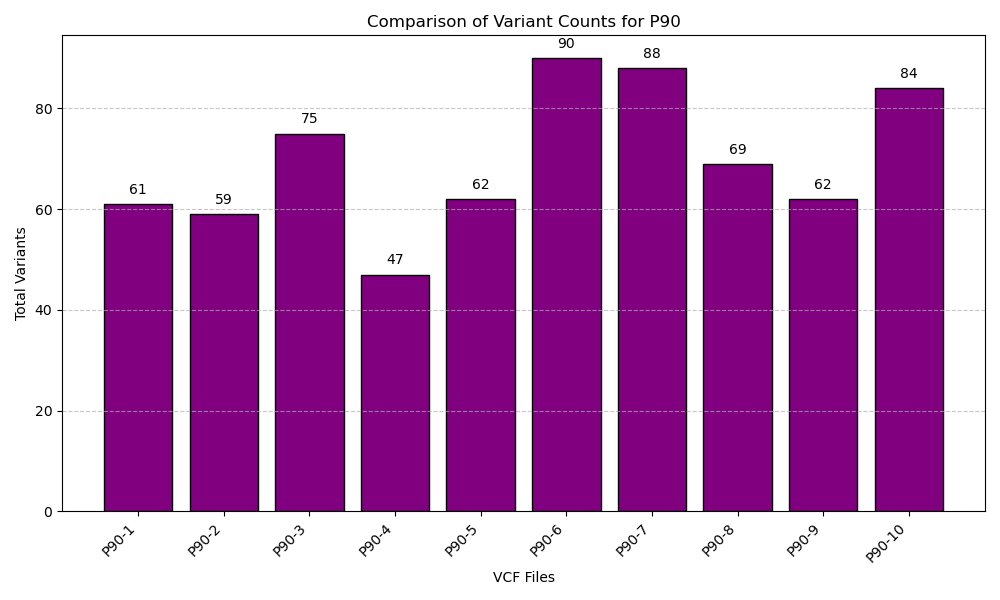 Comparison of Variant Counts for P90
Total Variants
80
60
40
20
0
61
59
75
47
62
90
88
69
62
84
P90-1
P90-2
P90-3
P90-4
P90-5
P90-6
P90-7
P90-8
P90-9
P90-10
VCF Files